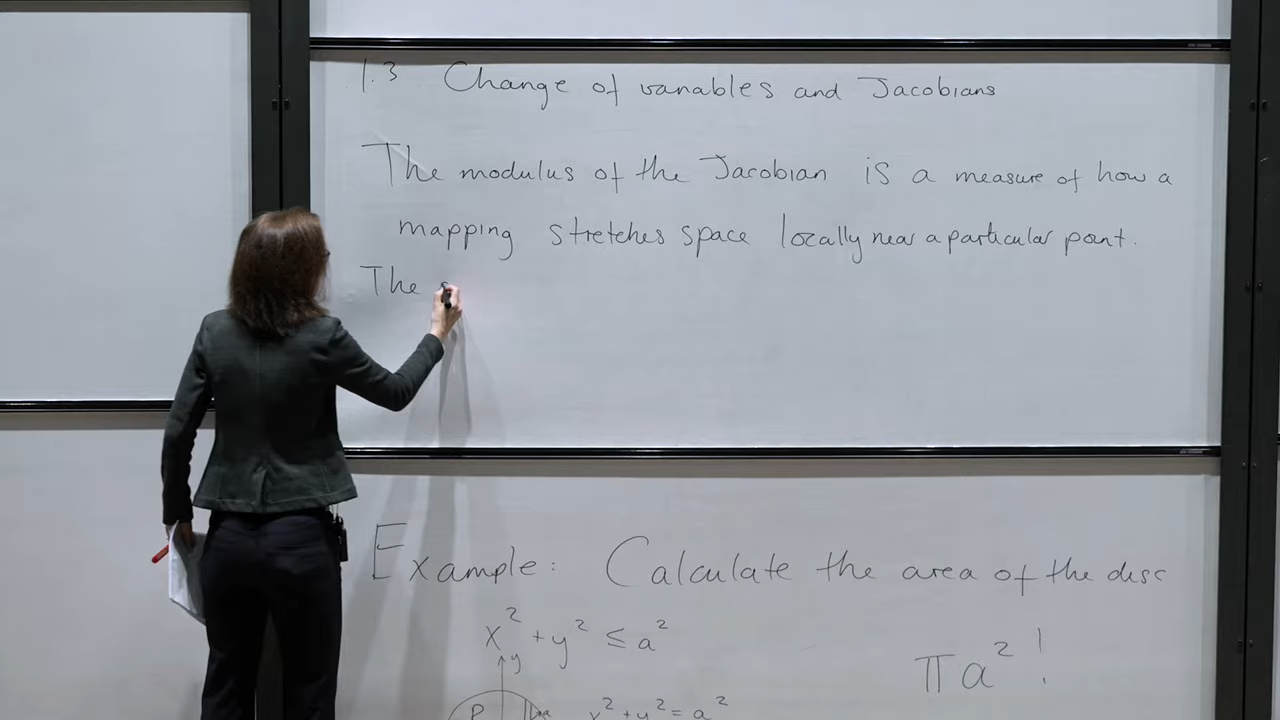 1.3 Change of variables and Jacobians
The modulus of the Jacobian is a measure of how a
mapping stretches space locally near a particular point.
The
Example: Calculate the area of the disc
x² + y² ≤ a²
πa² !
y
R
x² + y² = a²